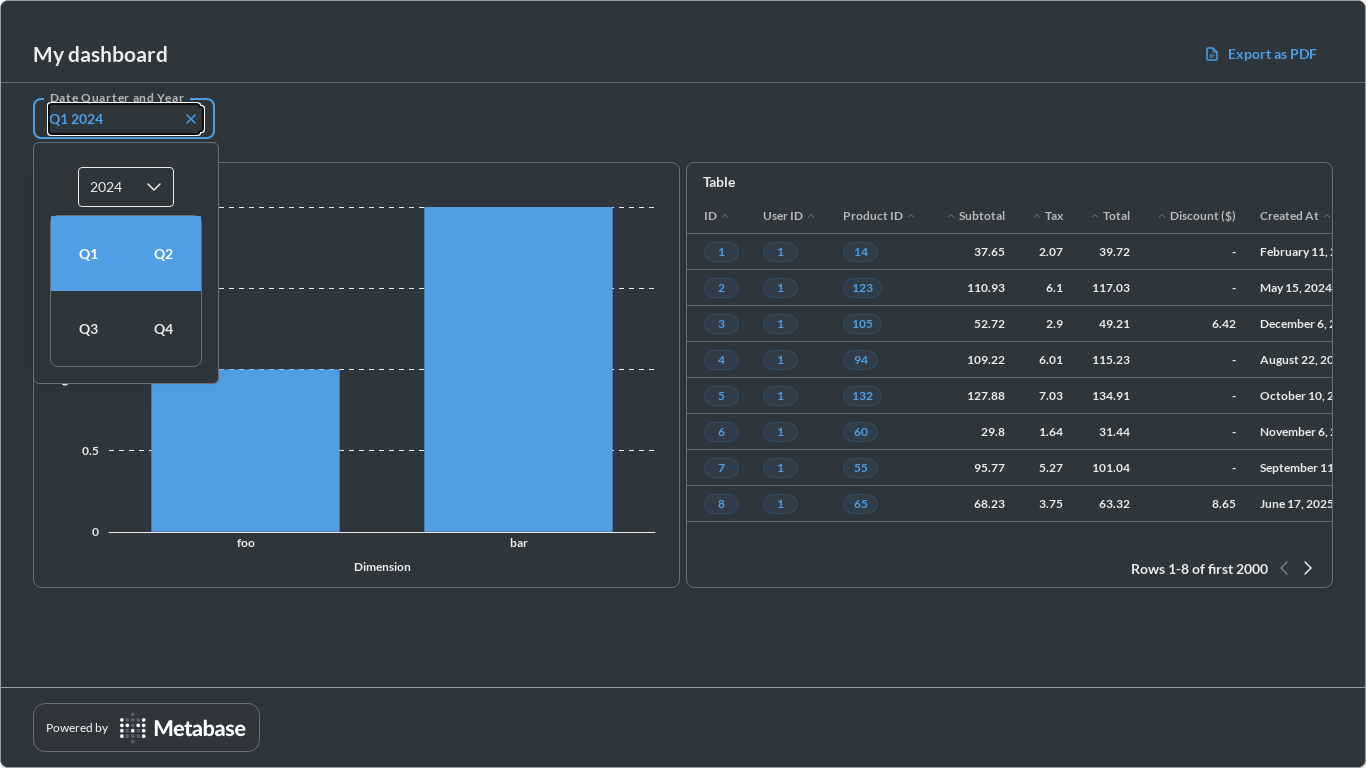 My dashboard
Export as PDF
Date Quarter and Year
Q1 2024
2024
Q1 Q2
Q3 Q4
0.5
0
foo bar
Dimension
Table
ID User ID Product ID Subtotal Tax Total Discount ($) Created At
1 1 14 37.65 2.07 39.72 - February 11,
2 1 123 110.93 6.1 117.03 - May 15, 2024
3 1 105 52.72 2.9 49.21 6.42 December 6,
4 1 94 109.22 6.01 115.23 - August 22, 20
5 1 132 127.88 7.03 134.91 - October 10, 2
6 1 60 29.8 1.64 31.44 - November 6,
7 1 55 95.77 5.27 101.04 - September 11
8 1 65 68.23 3.75 63.32 8.65 June 17, 2025
Rows 1-8 of first 2000
Powered by Metabase